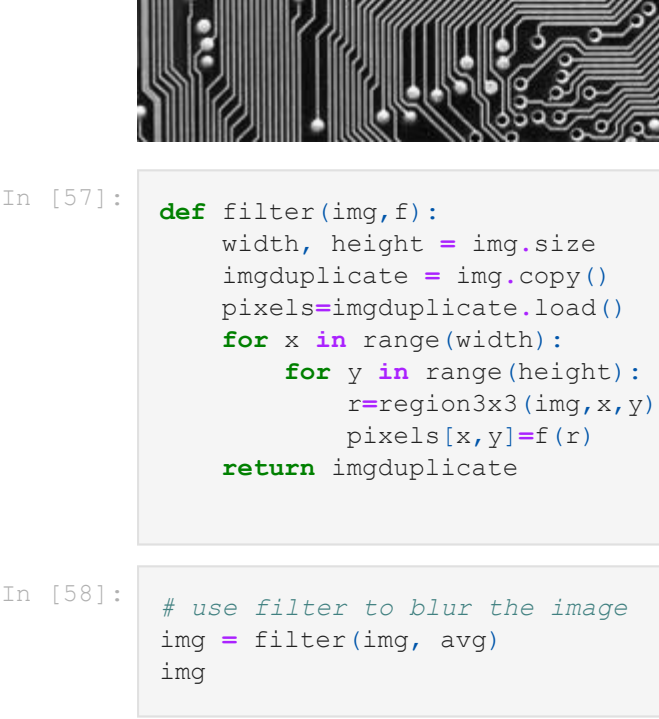 In [57]:
def filter(img,f):
    width, height = img.size
    imgduplicate = img.copy()
    pixels=imgduplicate.load()
    for x in range(width):
        for y in range(height):
            r=region3x3(img,x,y)
            pixels[x,y]=f(r)
    return imgduplicate
In [58]:
# use filter to blur the image
img = filter(img, avg)
img